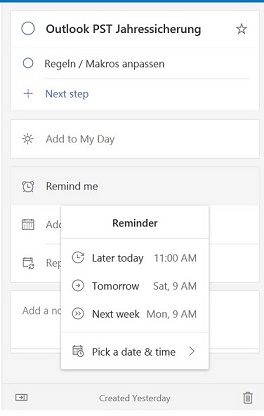 Outlook PST Jahressicherung
Regeln / Makros anpassen
Next step
Add to My Day
Remind me
Add
Rep
Reminder
Later today 11:00 AM
Tomorrow Sat, 9 AM
Next week Mon, 9 AM
Pick a date & time
Add a no
Created Yesterday